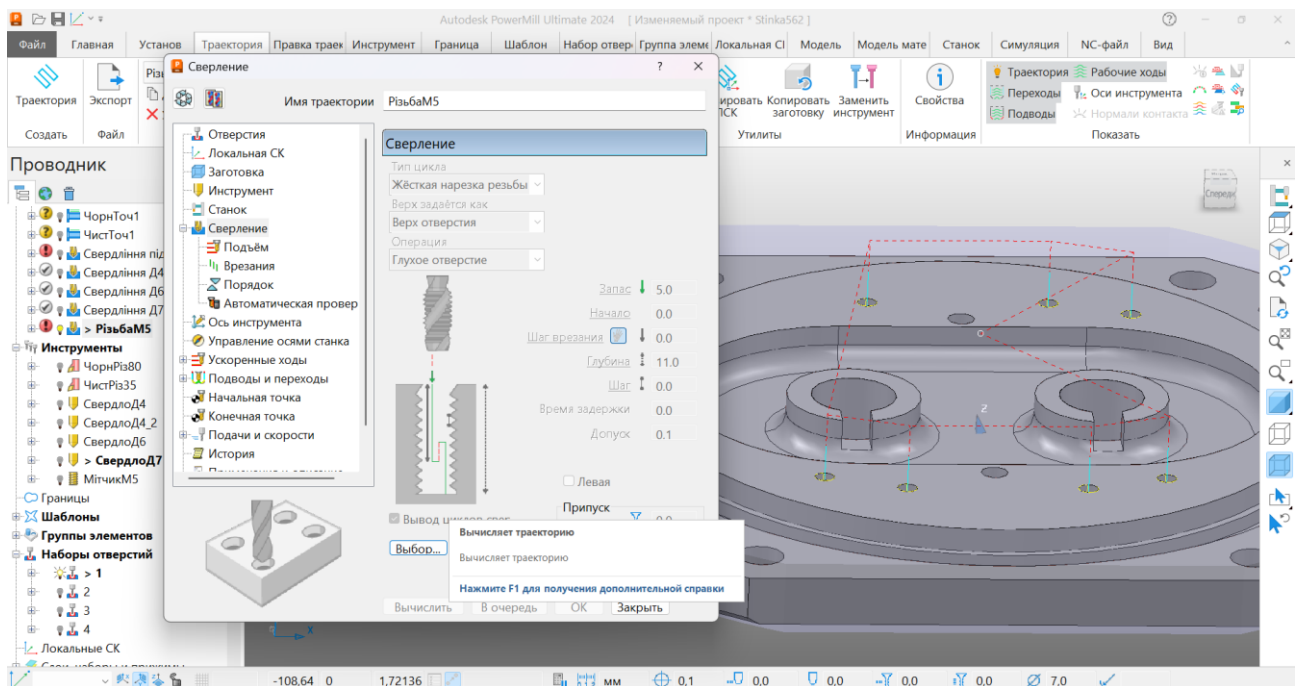 Autodesk PowerMill Ultimate 2024 [ Изменяемый проект * Stinka562 ]
Файл Главная Установ Траектория Правка траек Инструмент Граница Шаблон Набор отвер Группа элем Локальная СІ Модель Модель мате Станок Симуляция NC-файл Вид
Траектория
Экспорт
Создать
Файл
Копировать заготовку
Заменить инструмент
Утилиты
Свойства
Информация
Траектория Рабочие ходы
Переходы Оси инструмента
Подводы Нормали контакта
Показать
Проводник
ЧорнТоч1
ЧистТоч1
Свердління під
Свердління Д4
Свердління Д6
Свердління Д7
> РізьбаМ5
Инструменты
ЧорнРіз80
ЧистРіз35
СвердлоД4
СвердлоД4_2
СвердлоД6
> СвердлоД7
МітчикМ5
Границы
Шаблоны
Группы элементов
Наборы отверстий
> 1
2
3
4
Локальные СК
Сверление
? ×
Имя траектории РізьбаМ5
Отверстия
Локальная СК
Заготовка
Инструмент
Станок
Сверление
Подъём
Врезания
Порядок
Автоматическая провер
Ось инструмента
Управление осями станка
Ускоренные ходы
Подводы и переходы
Начальная точка
Конечная точка
Подачи и скорости
История
Сверление
Тип цикла
Жёсткая нарезка резьбы
Верх задаётся как
Верх отверстия
Операция
Глухое отверстие
Запас 5.0
Начало 0.0
Шаг врезания 0.0
Глубина 11.0
Шаг 0.0
Время задержки 0.0
Допуск 0.1
Левая
Припуск
Выбор...
Вычисляет траекторию
Вычисляет траекторию
Нажмите F1 для получения дополнительной справки
Вычислить В очередь ОК Закрыть
Спереди
2
X
-108,64 0 1,72136 мм 0,1 0,0 0,0 0,0 0,0 7,0